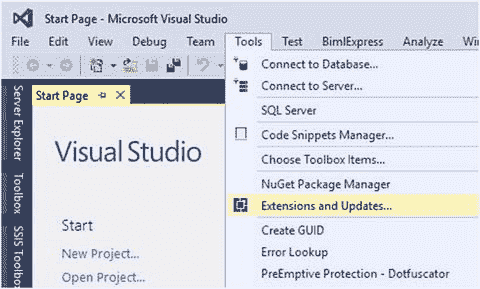 Start Page - Microsoft Visual Studio
File Edit View Debug Team Tools Test BimlExpress Analyze
Server Explorer
Toolbox
SSIS Toolbox
Start Page
Visual Studio
Start
New Project...
Open Project...
Connect to Database...
Connect to Server...
SQL Server
Code Snippets Manager...
Choose Toolbox Items...
NuGet Package Manager
Extensions and Updates...
Create GUID
Error Lookup
PreEmptive Protection - Dotfuscator